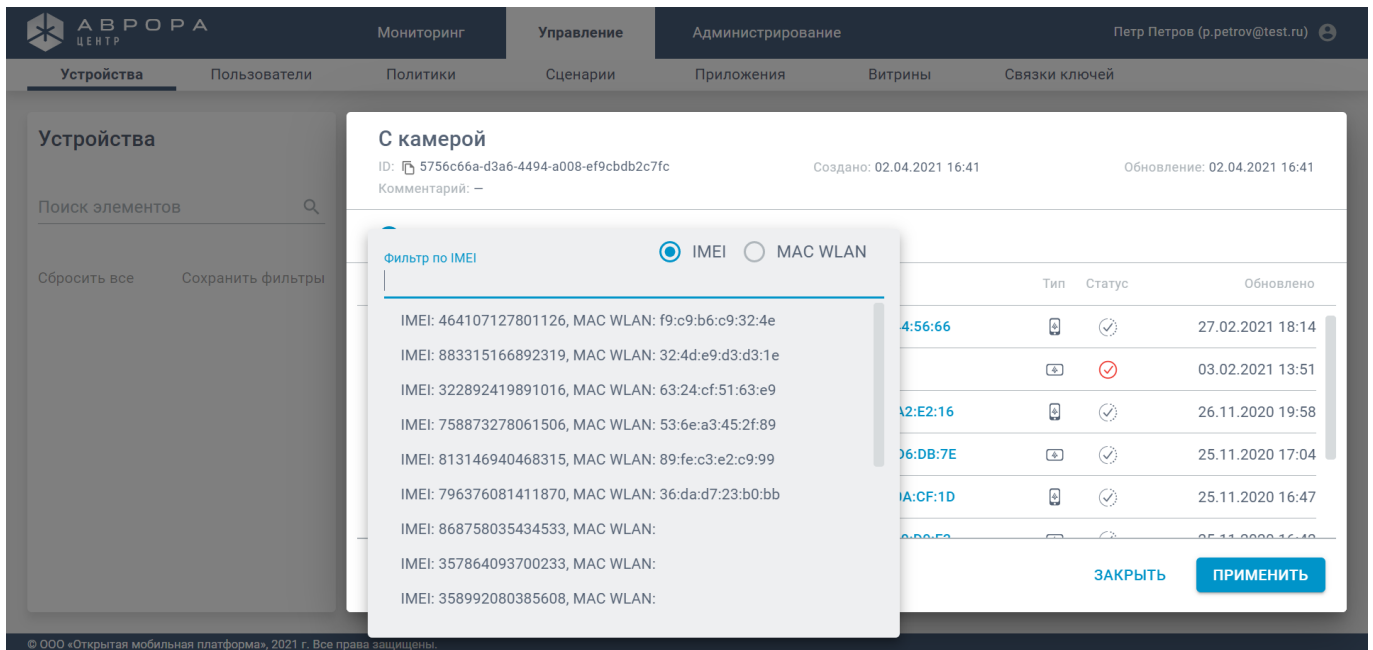 АВРОРА
ЦЕНТР
Мониторинг
Управление
Администрирование
Петр Петров (p.petrov@test.ru)
Устройства
Пользователи
Политики
Сценарии
Приложения
Витрины
Связки ключей
Устройства
Поиск элементов
Сбросить все
Сохранить фильтры
С камерой
ID: 5756c66a-d3a6-4494-a008-ef9cbdb2c7fc
Создано: 02.04.2021 16:41
Обновление: 02.04.2021 16:41
Комментарий: —
Фильтр по IMEI
IMEI
MAC WLAN
IMEI: 464107127801126, MAC WLAN: f9:c9:b6:c9:32:4e
IMEI: 883315166892319, MAC WLAN: 32:4d:e9:d3:d3:1e
IMEI: 322892419891016, MAC WLAN: 63:24:cf:51:63:e9
IMEI: 758873278061506, MAC WLAN: 53:6e:a3:45:2f:89
IMEI: 813146940468315, MAC WLAN: 89:fe:c3:e2:c9:99
IMEI: 796376081411870, MAC WLAN: 36:da:d7:23:b0:bb
IMEI: 868758035434533, MAC WLAN:
IMEI: 357864093700233, MAC WLAN:
IMEI: 358992080385608, MAC WLAN:
Тип
Статус
Обновлено
4:56:66
27.02.2021 18:14
03.02.2021 13:51
A2:E2:16
26.11.2020 19:58
D6:DB:7E
25.11.2020 17:04
0A:CF:1D
25.11.2020 16:47
ЗАКРЫТЬ
ПРИМЕНИТЬ
© ООО «Открытая мобильная платформа», 2021 г. Все права защищены.